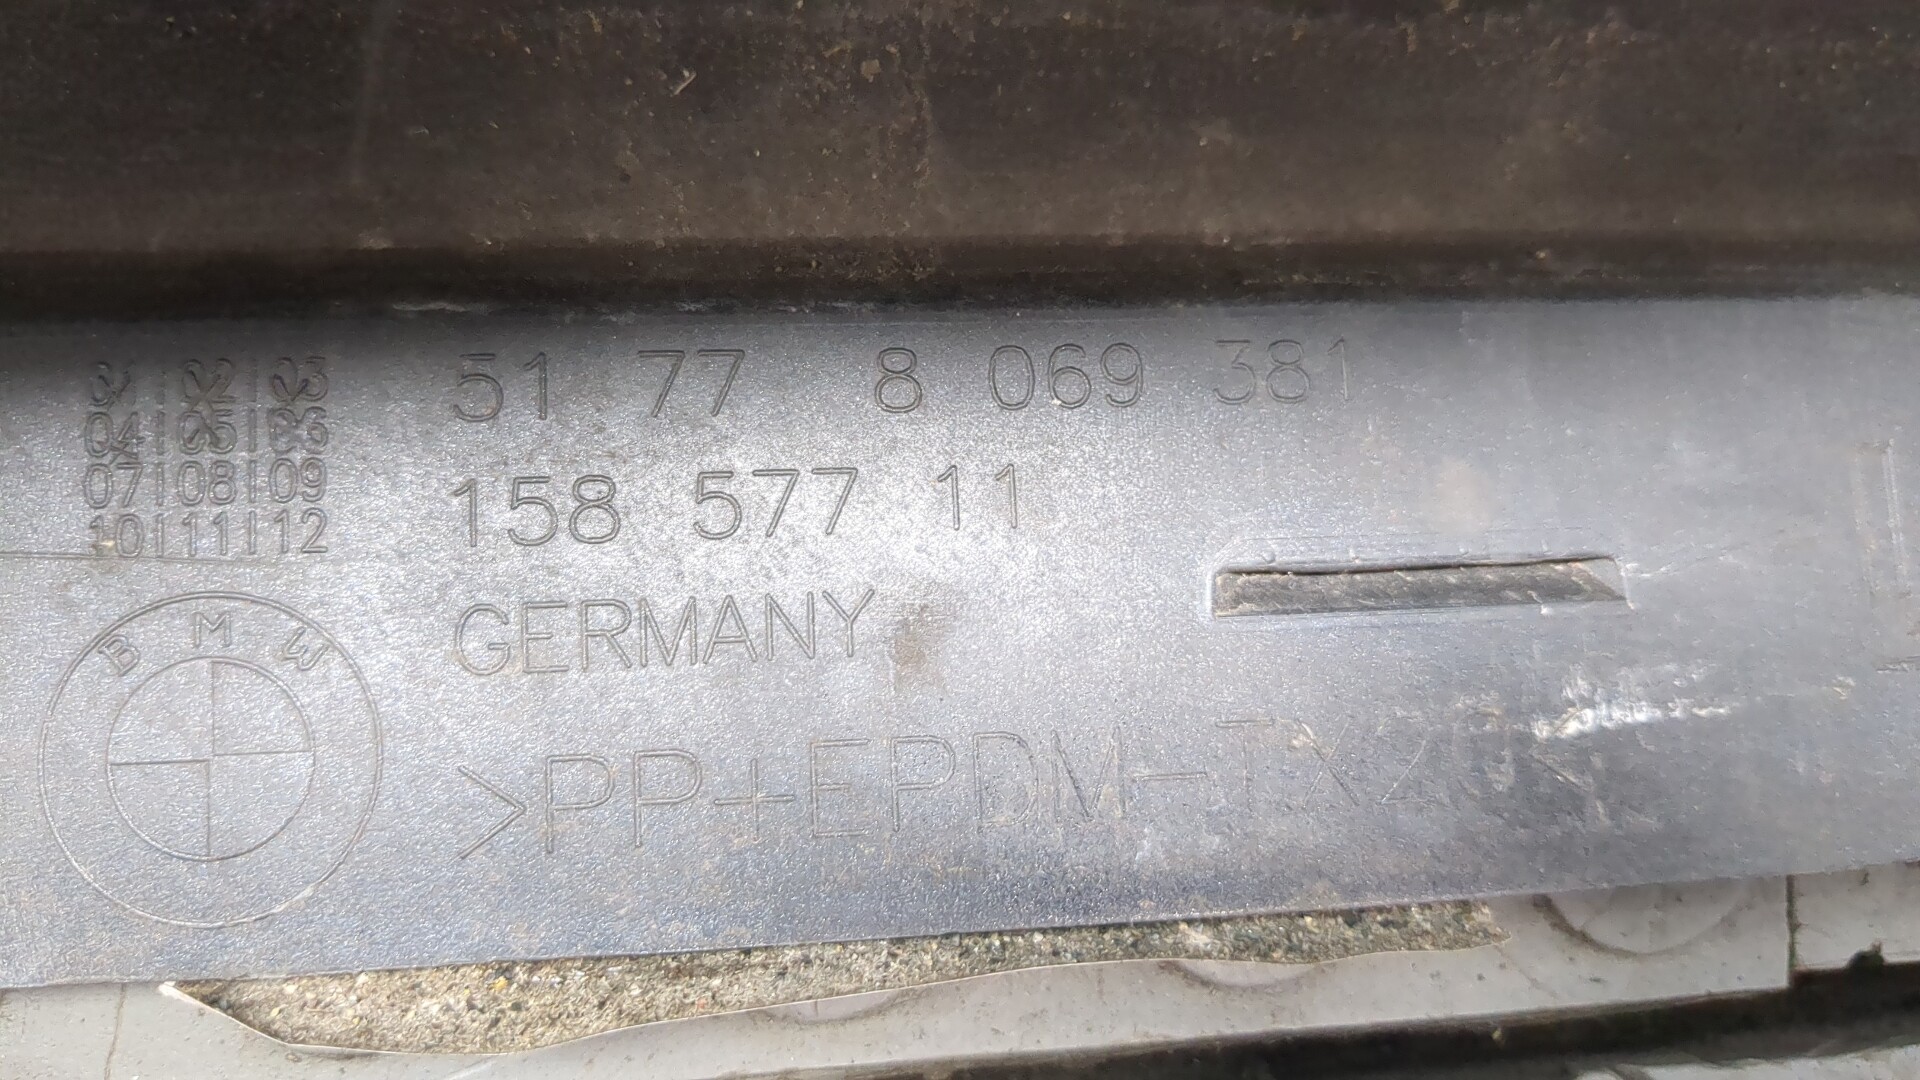 01|02|03
04|05|06
07|08|09
10|11|12
51 77 8 069 381
158 577 11
GERMANY
BMW
>PP+EPDM-TX20<